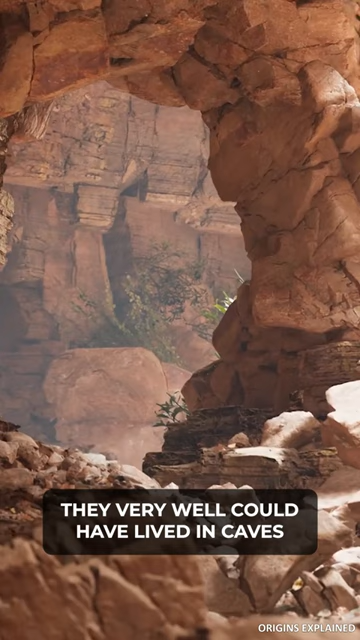 THEY VERY WELL COULD
HAVE LIVED IN CAVES
ORIGINS EXPLAINED